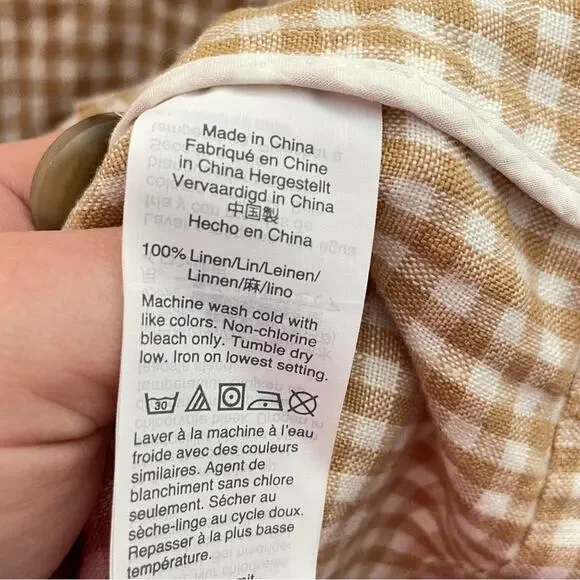 Made in China
Fabriqué en Chine
in China Hergestellt
Vervaardigd in China
中国製
Hecho en China
100% Linen/Lin/Leinen/
Linnen/麻/lino
Machine wash cold with
like colors. Non-chlorine
bleach only. Tumble dry
low. Iron on lowest setting.
30
Laver à la machine à l'eau
froide avec des couleurs
similaires. Agent de
blanchiment sans chlore
seulement. Sécher au
sèche-linge au cycle doux.
Repasser à la plus basse
température.
mit